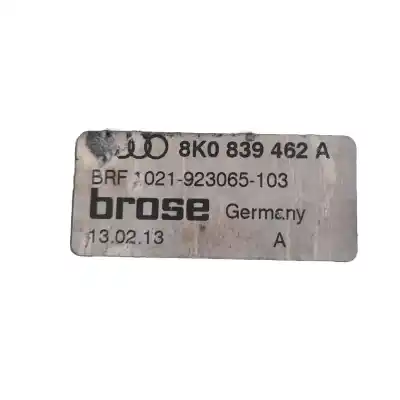 8K0 839 462 A
BRF 1021-923065-103
brose Germany
13.02.13 A